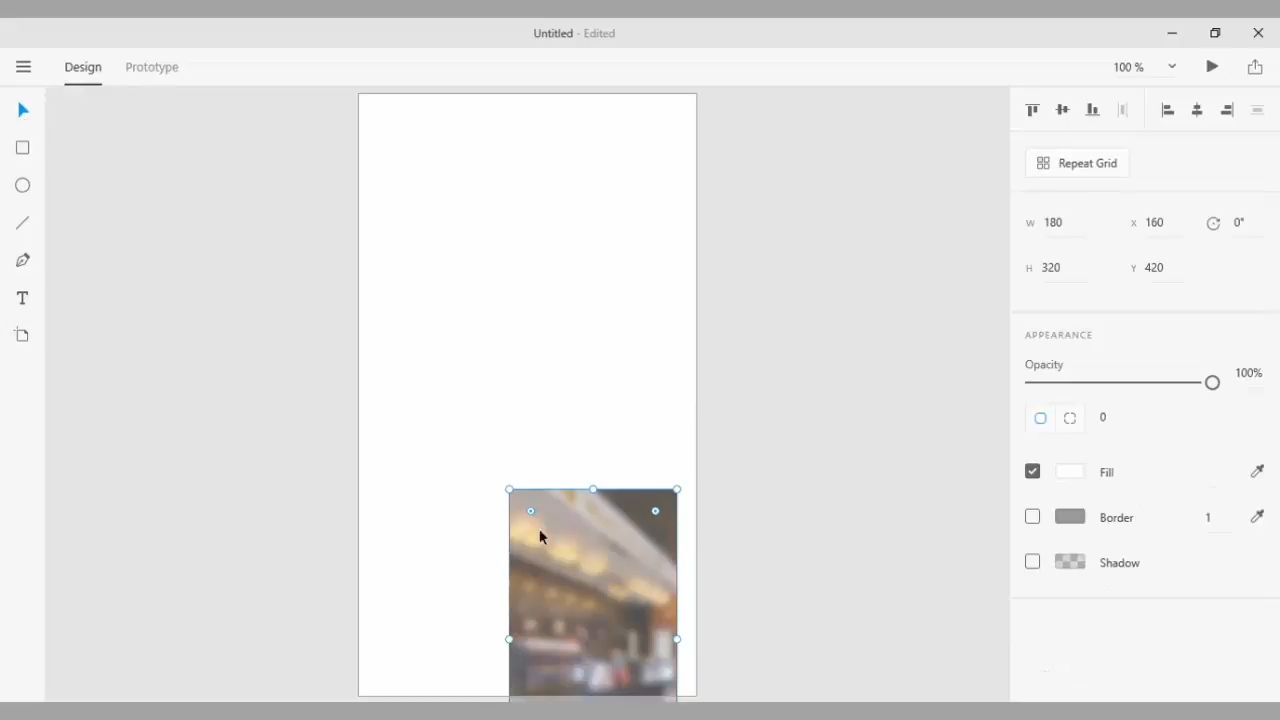 Untitled - Edited
Design Prototype 100 %
Repeat Grid
W 180 X 160 0°
H 320 Y 420
APPEARANCE
Opacity 100%
0
Fill
Border 1
Shadow
T